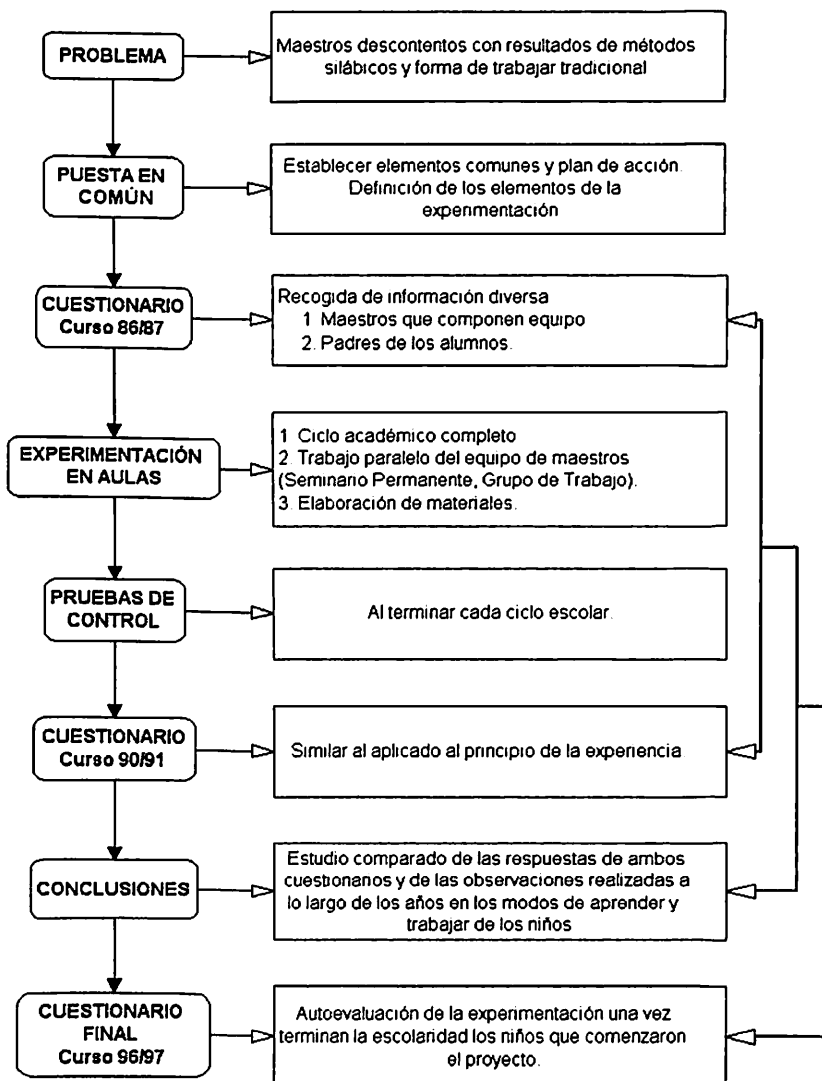 PROBLEMA
Maestros descontentos con resultados de métodos
silábicos y forma de trabajar tradicional
PUESTA EN
COMÚN
Establecer elementos comunes y plan de acción.
Definición de los elementos de la
experimentación
CUESTIONARIO
Curso 86/87
Recogida de información diversa
1 Maestros que componen equipo
2. Padres de los alumnos.
EXPERIMENTACIÓN
EN AULAS
1 Ciclo académico completo
2. Trabajo paralelo del equipo de maestros
(Seminario Permanente, Grupo de Trabajo).
3. Elaboración de materiales.
PRUEBAS DE
CONTROL
Al terminar cada ciclo escolar.
CUESTIONARIO
Curso 90/91
Similar al aplicado al principio de la experiencia
CONCLUSIONES
Estudio comparado de las respuestas de ambos
cuestionarios y de las observaciones realizadas a
lo largo de los años en los modos de aprender y
trabajar de los niños
CUESTIONARIO
FINAL
Curso 96/97
Autoevaluación de la experimentación una vez
terminan la escolaridad los niños que comenzaron
el proyecto.